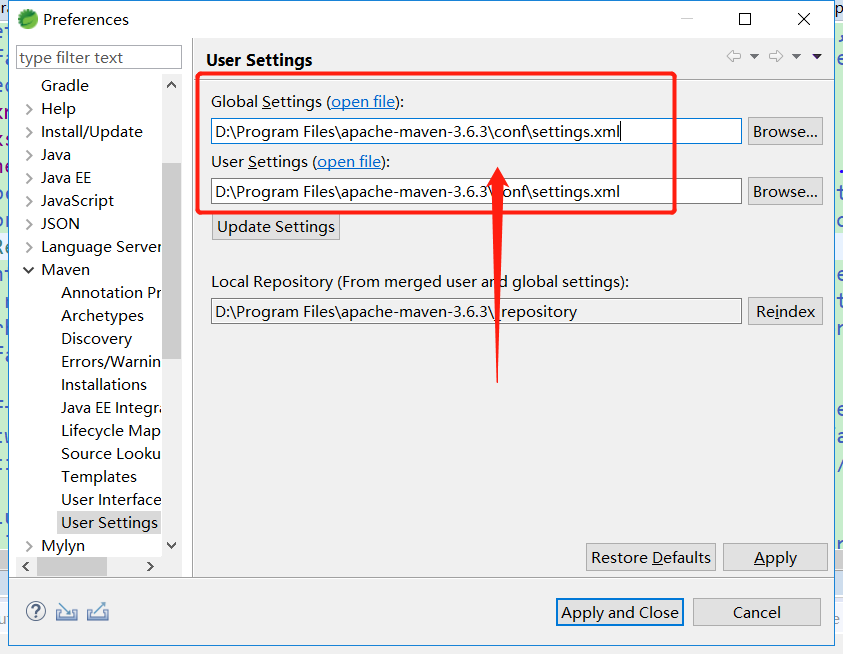 Preferences
type filter text
Gradle
Help
Install/Update
Java
Java EE
JavaScript
JSON
Language Server
Maven
Annotation Pr
Archetypes
Discovery
Errors/Warnin
Installations
Java EE Integra
Lifecycle Map
Source Looku
Templates
User Interface
User Settings
Mylyn
User Settings
Global Settings (open file):
D:\Program Files\apache-maven-3.6.3\conf\settings.xml
Browse...
User Settings (open file):
D:\Program Files\apache-maven-3.6.3\conf\settings.xml
Browse...
Update Settings
Local Repository (From merged user and global settings):
D:\Program Files\apache-maven-3.6.3\_repository
Reindex
Restore Defaults
Apply
Apply and Close
Cancel